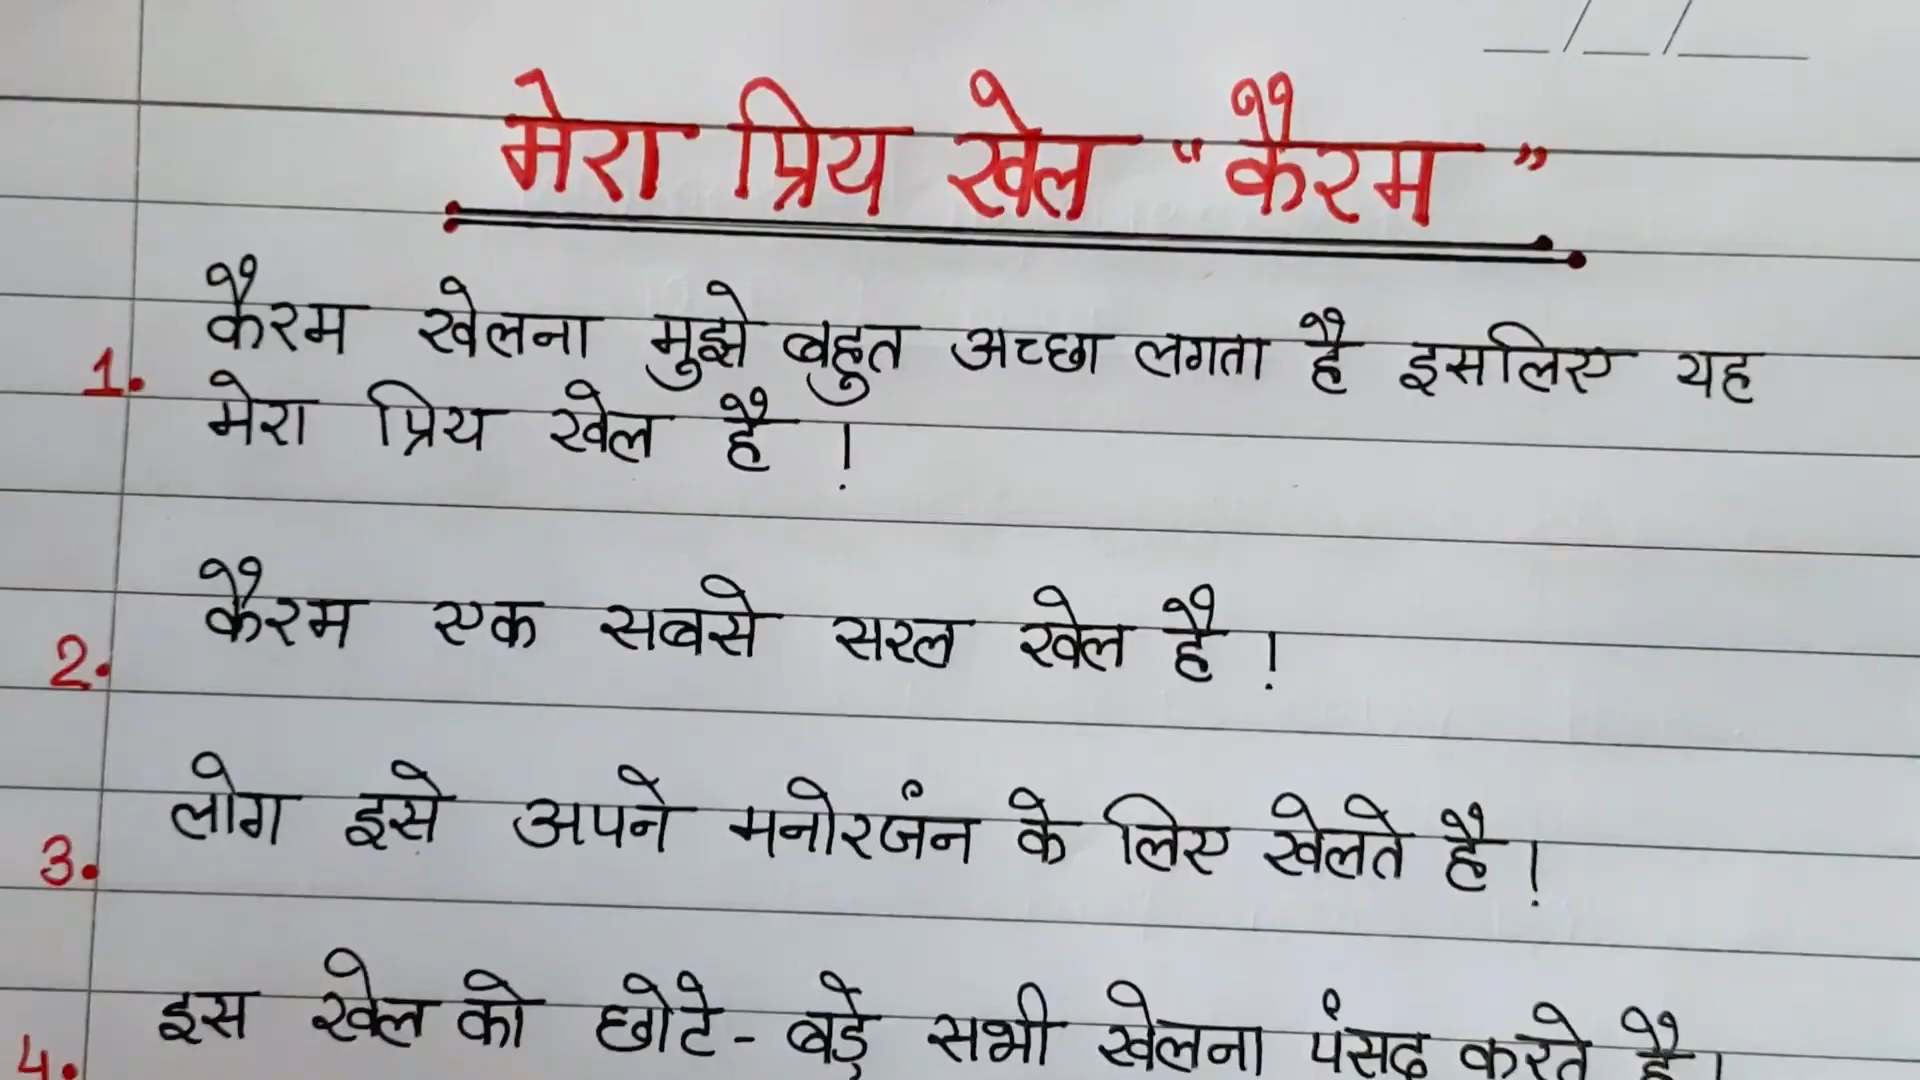 मेरा प्रिय खेल "कैरम"
1. कैरम खेलना मुझे बहुत अच्छा लगता है इसलिए यह
मेरा प्रिय खेल है !
2. कैरम एक सबसे सरल खेल है !
3. लोग इसे अपने मनोरजंन के लिए खेलते है !
4. इस खेल को छोटे - बड़े सभी खेलना पंसद करते है !